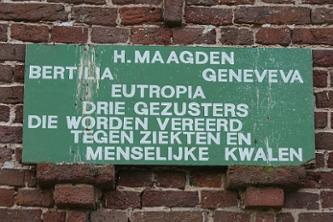 H. MAAGDEN
BERTILIA GENEVEVA
EUTROPIA
DRIE GEZUSTERS
DIE WORDEN VEREERD
TEGEN ZIEKTEN EN
MENSELIJKE KWALEN